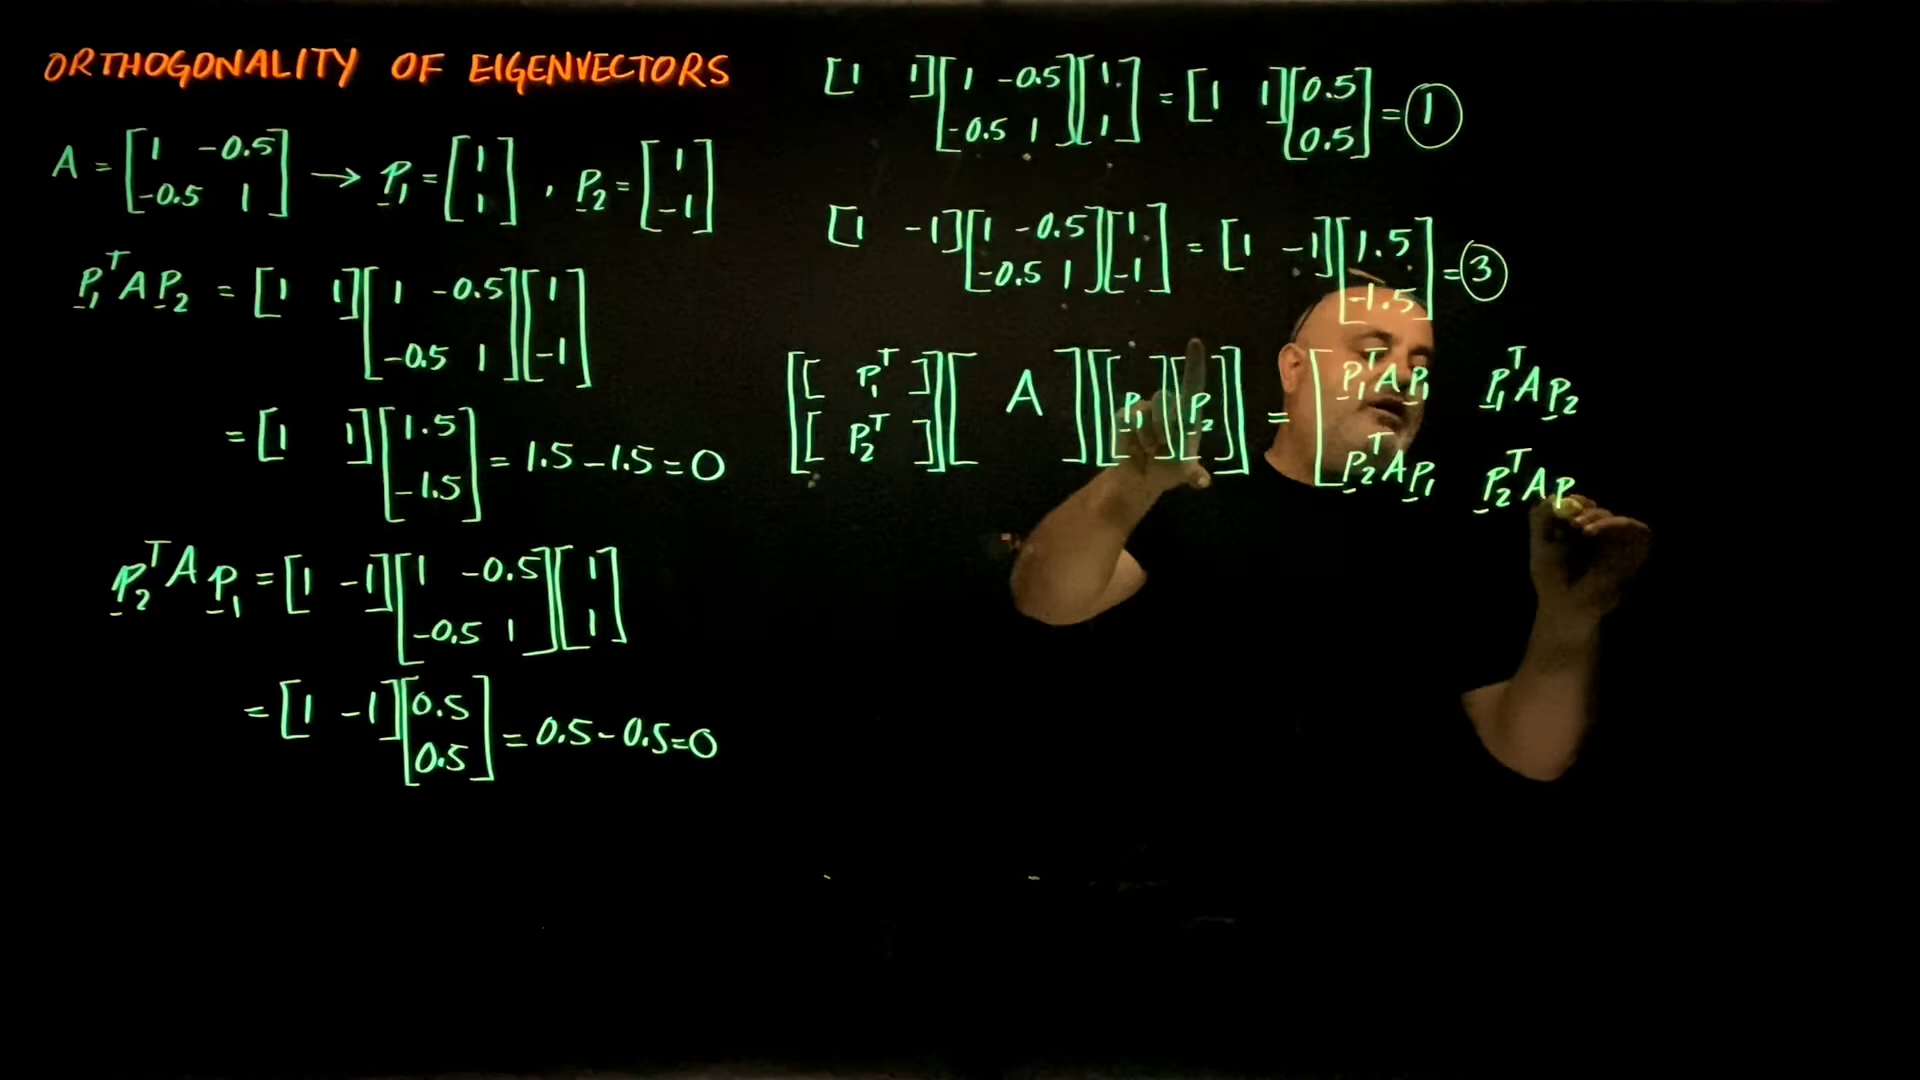 ORTHOGONALITY OF EIGENVECTORS
A = [1 -0.5; -0.5 1] → P₁ = [1; 1], P₂ = [1; -1]
P₁ᵀ A P₂ = [1 1][1 -0.5; -0.5 1][1; -1]
= [1 1][1.5; -1.5] = 1.5 - 1.5 = 0
P₂ᵀ A P₁ = [1 -1][1 -0.5; -0.5 1][1; 1]
= [1 -1][0.5; 0.5] = 0.5 - 0.5 = 0
[1 1][1 -0.5; -0.5 1][1; 1] = [1 1][0.5; 0.5] = 1
[1 -1][1 -0.5; -0.5 1][1; -1] = [1 -1][1.5; -1.5] = 3
[[P₁ᵀ]; [P₂ᵀ]][A][[P₁][P₂]] = [P₁ᵀAP₁ P₁ᵀAP₂; P₂ᵀAP₁ P₂ᵀAP